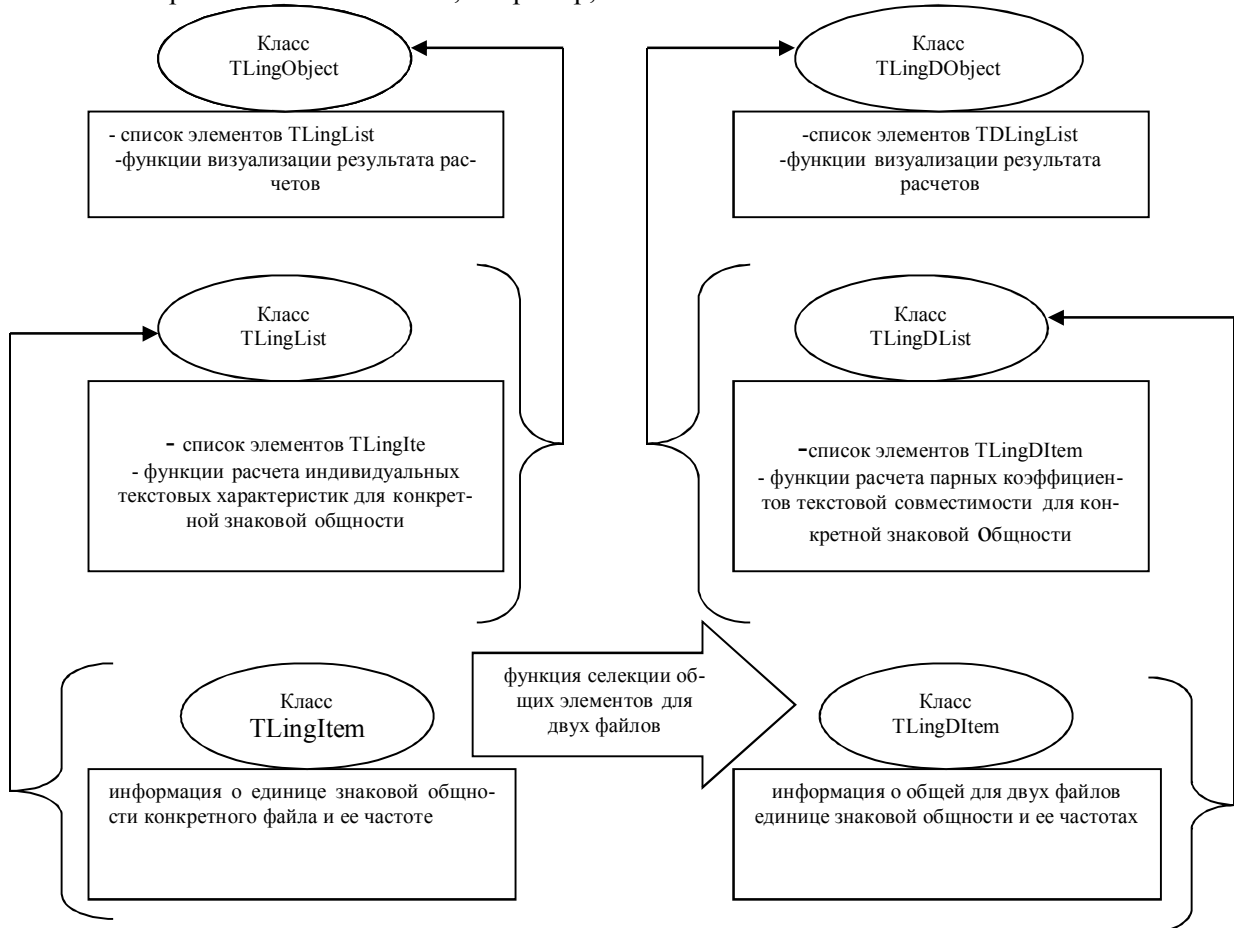 Класс
TLingObject
- список элементов TLingList
-функции визуализации результата рас-
четов
Класс
TLingDObject
-список элементов TDLingList
-функции визуализации результата
расчетов
Класс
TLingList
- список элементов TLingIte
- функции расчета индивидуальных
текстовых характеристик для конкрет-
ной знаковой общности
Класс
TLingDList
-список элементов TLingDItem
- функции расчета парных коэффициен-
тов текстовой совместимости для кон-
кретной знаковой Общности
Класс
TLingItem
информация о единице знаковой общно-
сти конкретного файла и ее частоте
функция селекции об-
щих элементов для
двух файлов
Класс
TLingDItem
информация о общей для двух файлов
единице знаковой общности и ее частотах